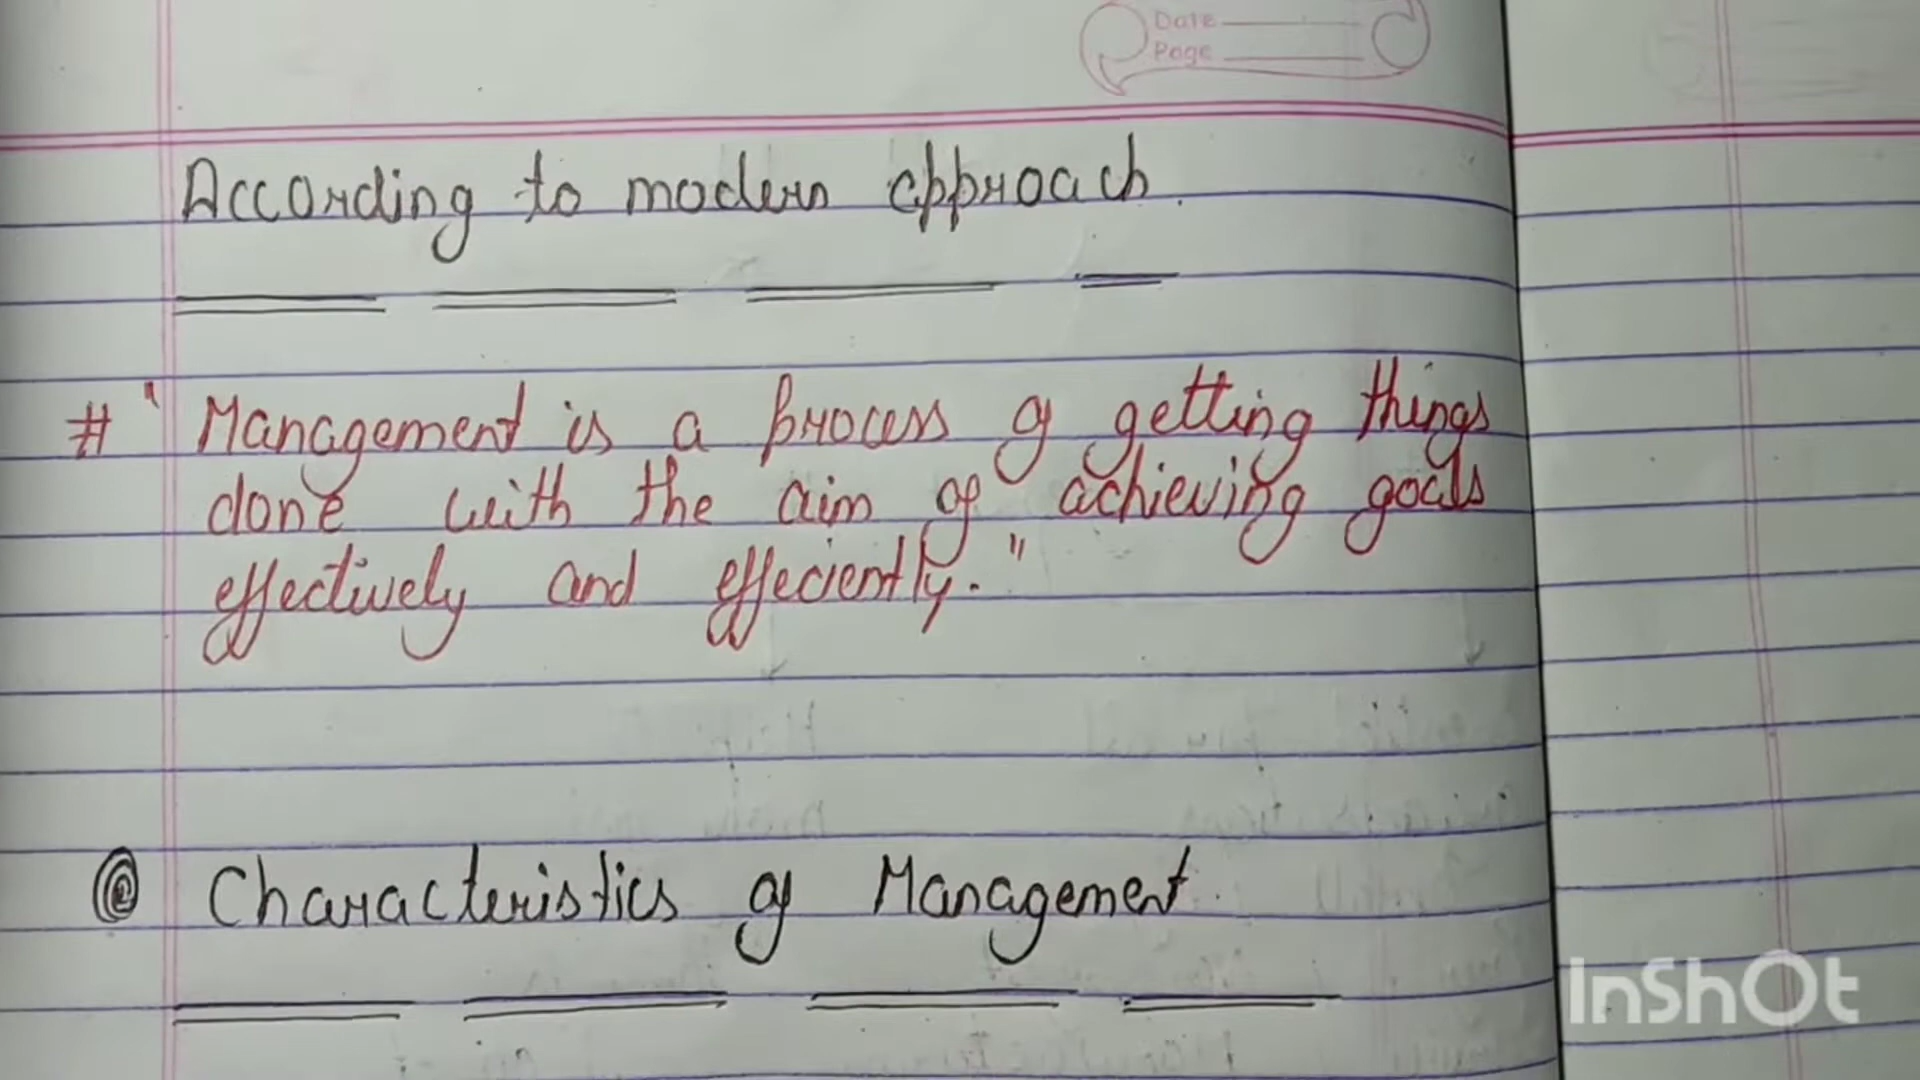 Date
Page
According to modern approach.
# " Management is a process of getting things
done with the aim of achieving goals
effectively and effeciently."
@ Characteristics of Management.
InShOt